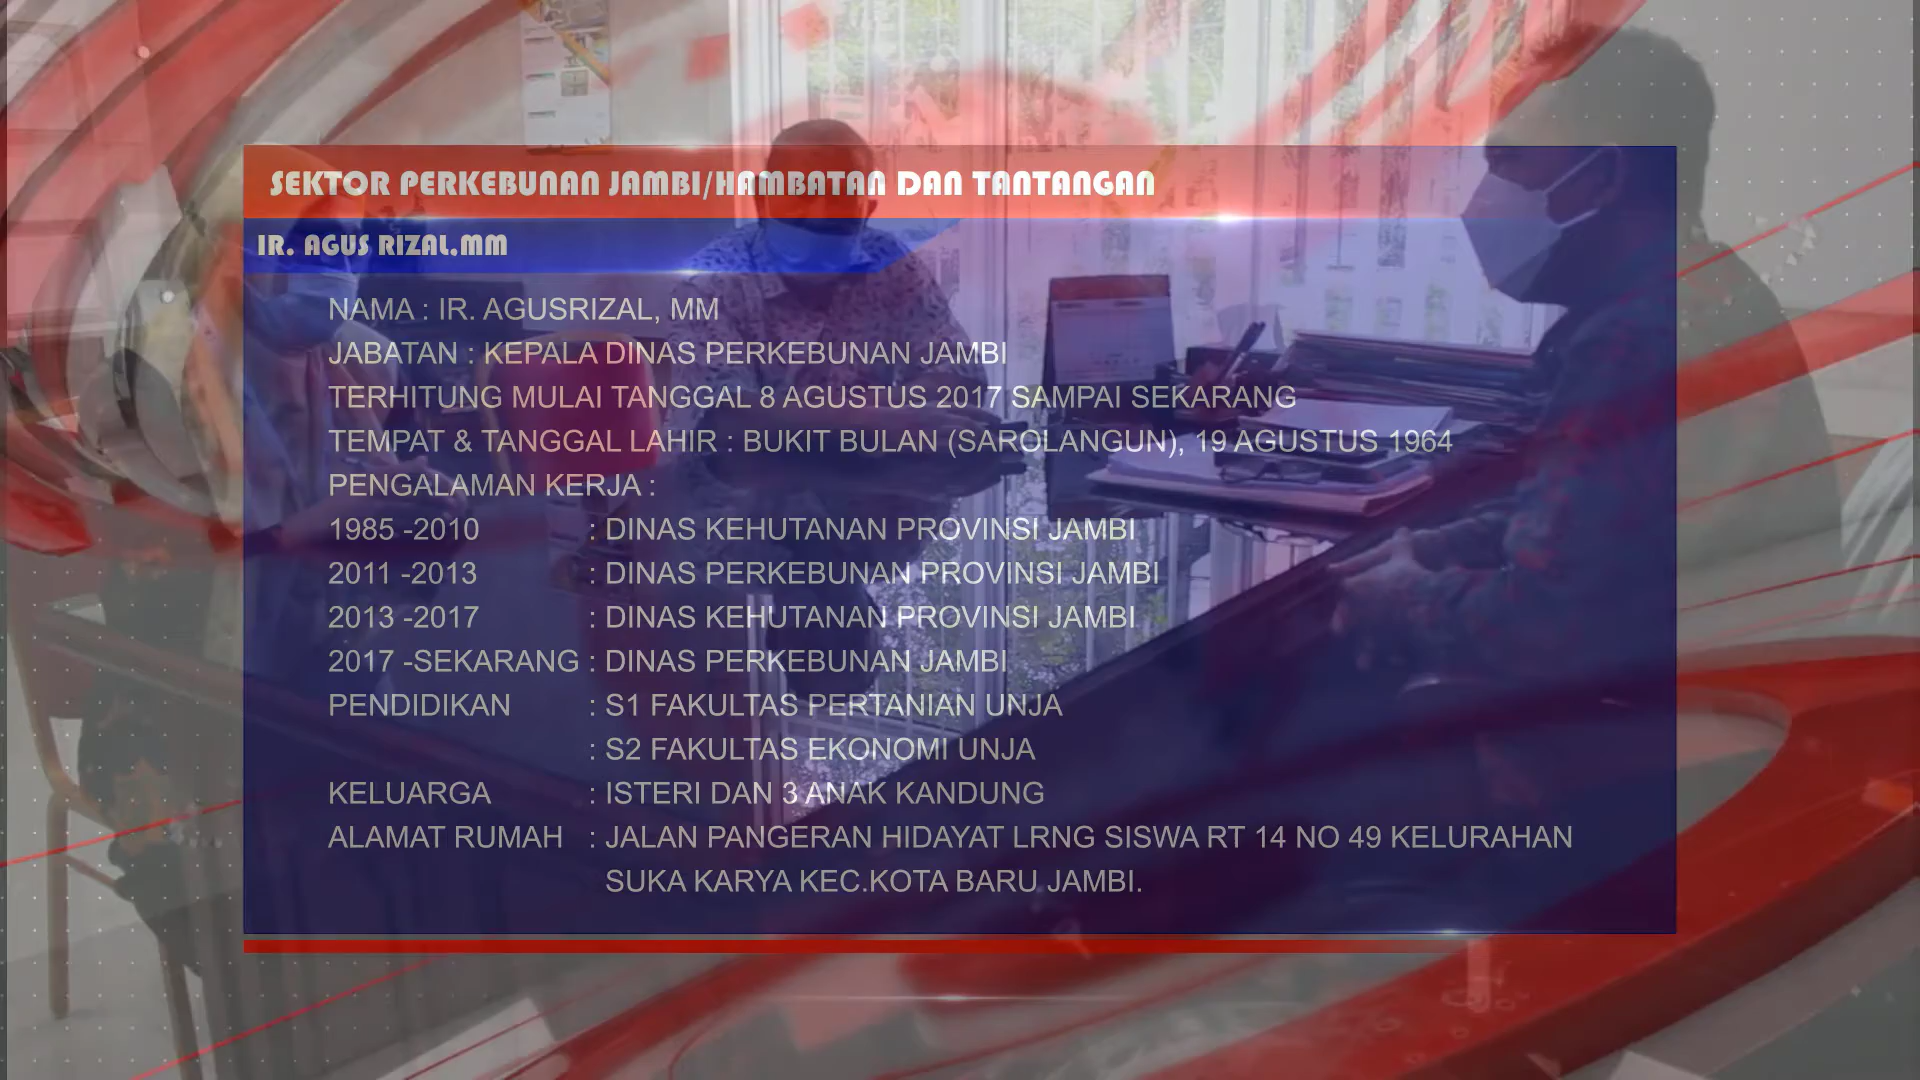 SEKTOR PERKEBUNAN JAMBI/HAMBATAN DAN TANTANGAN
IR. AGUS RIZAL.MM
NAMA : IR. AGUSRIZAL, MM
JABATAN : KEPALA DINAS PERKEBUNAN JAMBI
TERHITUNG MULAI TANGGAL 8 AGUSTUS 2017 SAMPAI SEKARANG
TEMPAT & TANGGAL LAHIR : BUKIT BULAN (SAROLANGUN), 19 AGUSTUS 1964
PENGALAMAN KERJA :
1985 -2010 : DINAS KEHUTANAN PROVINSI JAMBI
2011 -2013 : DINAS PERKEBUNAN PROVINSI JAMBI
2013 -2017 : DINAS KEHUTANAN PROVINSI JAMBI
2017 -SEKARANG : DINAS PERKEBUNAN JAMBI
PENDIDIKAN : S1 FAKULTAS PERTANIAN UNJA
: S2 FAKULTAS EKONOMI UNJA
KELUARGA : ISTERI DAN 3 ANAK KANDUNG
ALAMAT RUMAH : JALAN PANGERAN HIDAYAT LRNG SISWA RT 14 NO 49 KELURAHAN
SUKA KARYA KEC.KOTA BARU JAMBI.